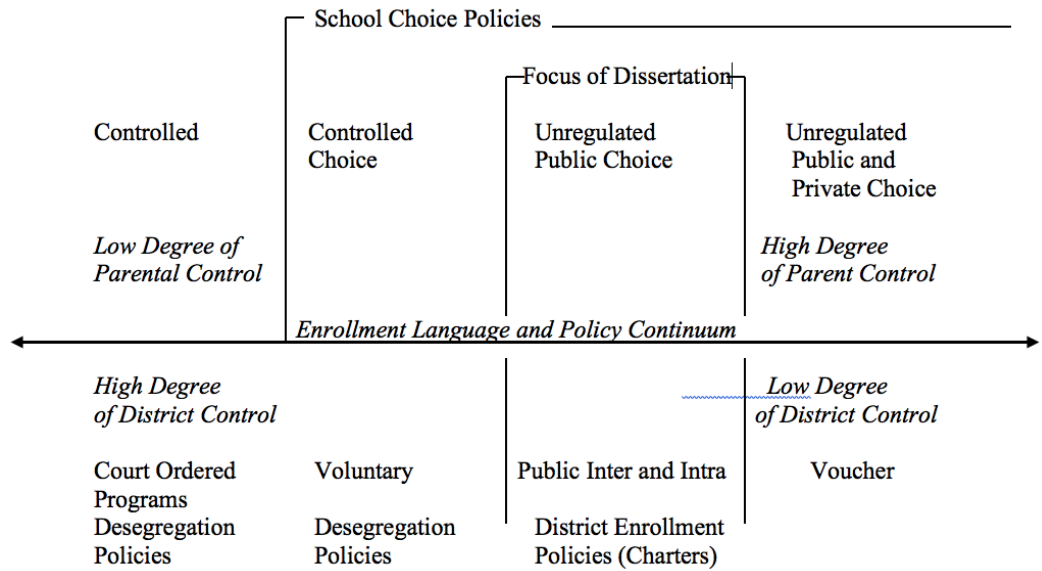 School Choice Policies
Focus of Dissertation
Controlled
Controlled
Choice
Unregulated
Public Choice
Unregulated
Public and
Private Choice
Low Degree of
Parental Control
High Degree
of Parent Control
Enrollment Language and Policy Continuum
High Degree
of District Control
Low Degree
of District Control
Court Ordered
Programs
Desegregation
Policies
Voluntary
Desegregation
Policies
Public Inter and Intra
District Enrollment
Policies (Charters)
Voucher